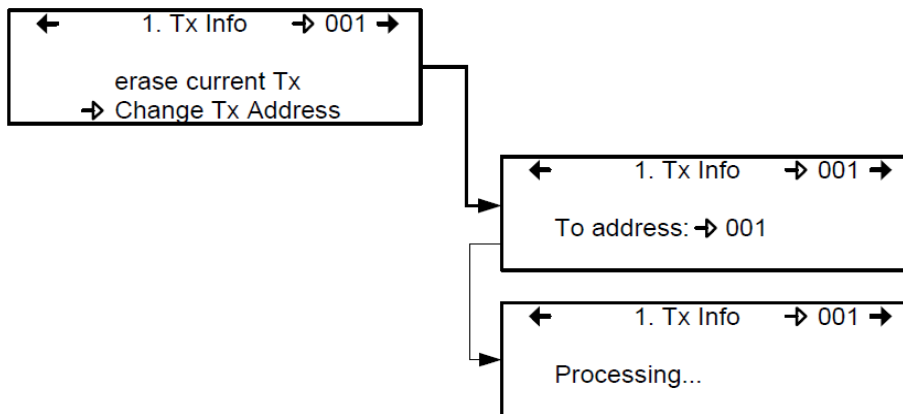 ← 1. Tx Info → 001 →
erase current Tx
→ Change Tx Address
← 1. Tx Info → 001 →
To address: → 001
← 1. Tx Info → 001 →
Processing...